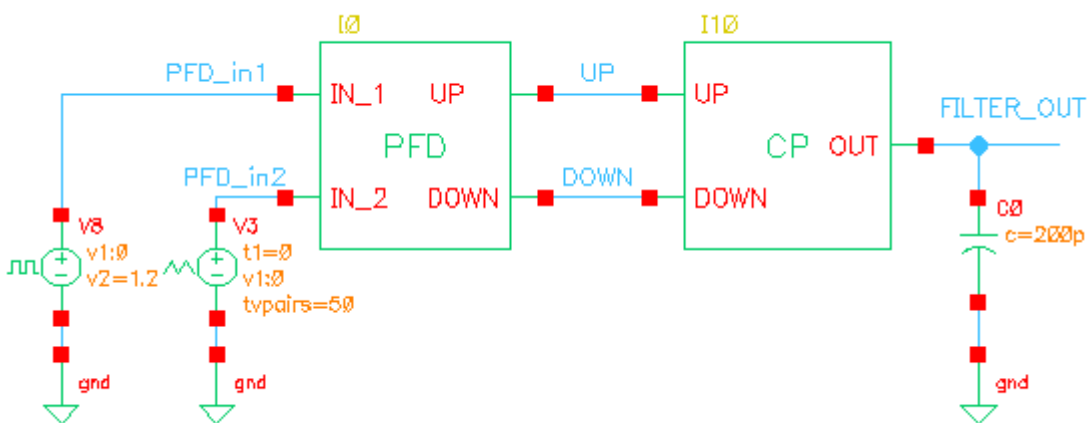 I0
I10
PFD_in1
IN_1
UP
UP
UP
FILTER_OUT
PFD
CP
OUT
PFD_in2
IN_2
DOWN
DOWN
DOWN
V8
v1:0
v2=1.2
V3
t1=0
v1:0
tvpairs=50
C0
c=200p
gnd
gnd
gnd